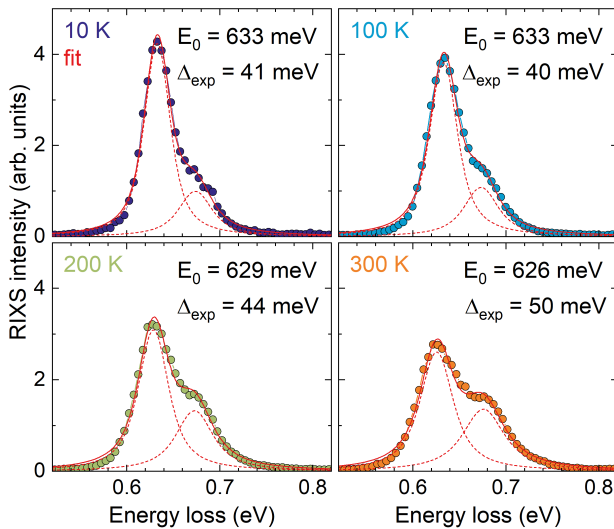 10 K
fit
E₀ = 633 meV
Δexp = 41 meV
100 K
E₀ = 633 meV
Δexp = 40 meV
200 K
E₀ = 629 meV
Δexp = 44 meV
300 K
E₀ = 626 meV
Δexp = 50 meV
RIXS intensity (arb. units)
4
2
0
4
2
0
0.6 0.7 0.8
0.6 0.7 0.8
Energy loss (eV)
Energy loss (eV)